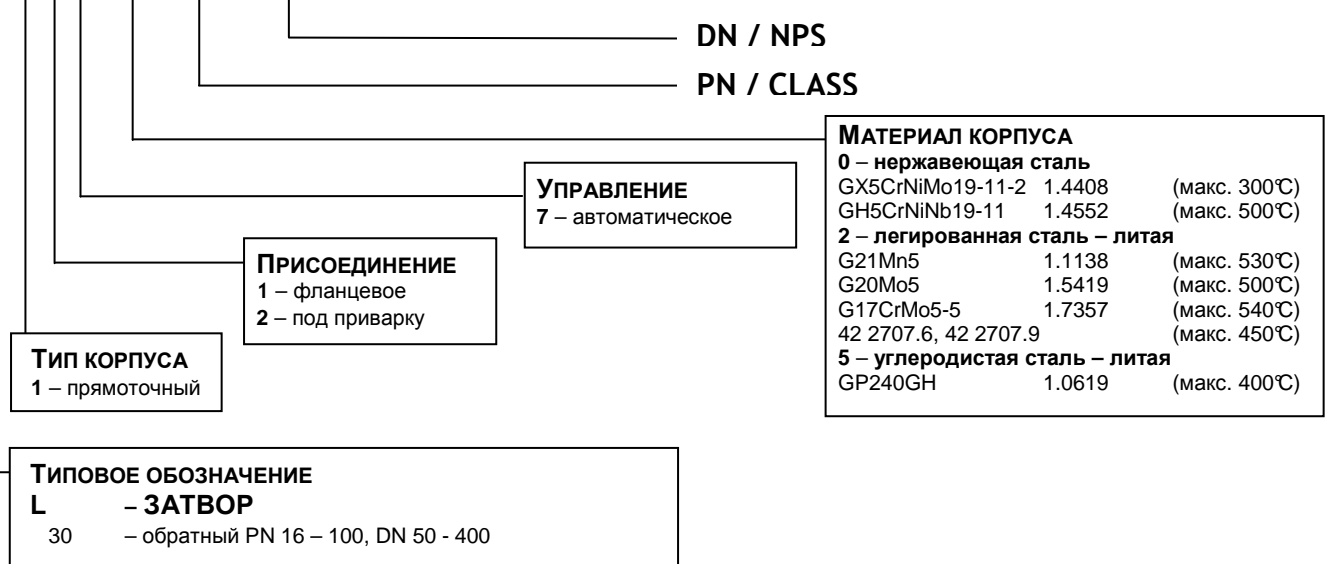 DN / NPS
PN / CLASS
МАТЕРИАЛ КОРПУСА
0 – нержавеющая сталь
GX5CrNiMo19-11-2 1.4408 (макс. 300°C)
GH5CrNiNb19-11 1.4552 (макс. 500°C)
2 – легированная сталь – литая
G21Mn5 1.1138 (макс. 530°C)
G20Mo5 1.5419 (макс. 500°C)
G17CrMo5-5 1.7357 (макс. 540°C)
42 2707.6, 42 2707.9 (макс. 450°C)
5 – углеродистая сталь – литая
GP240GH 1.0619 (макс. 400°C)
УПРАВЛЕНИЕ
7 – автоматическое
ПРИСОЕДИНЕНИЕ
1 – фланцевое
2 – под приварку
ТИП КОРПУСА
1 – прямоточный
ТИПОВОЕ ОБОЗНАЧЕНИЕ
L – ЗАТВОР
30 – обратный PN 16 – 100, DN 50 - 400